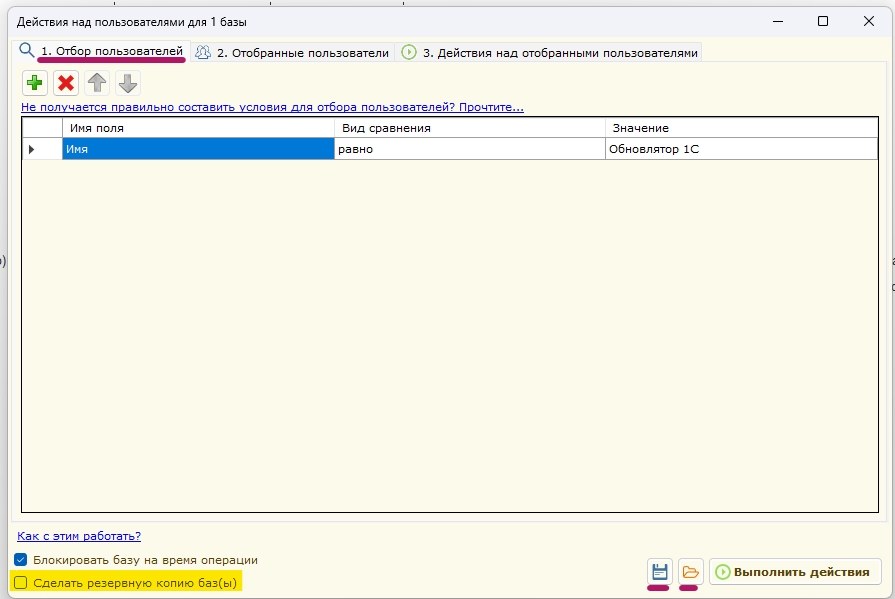 Действия над пользователями для 1 базы
1. Отбор пользователей 2. Отобранные пользователи 3. Действия над отобранными пользователями
Не получается правильно составить условия для отбора пользователей? Прочтите...
Имя поля Вид сравнения Значение
Имя равно Обновлятор 1С
Как с этим работать?
Блокировать базу на время операции
Сделать резервную копию баз(ы)
Выполнить действия